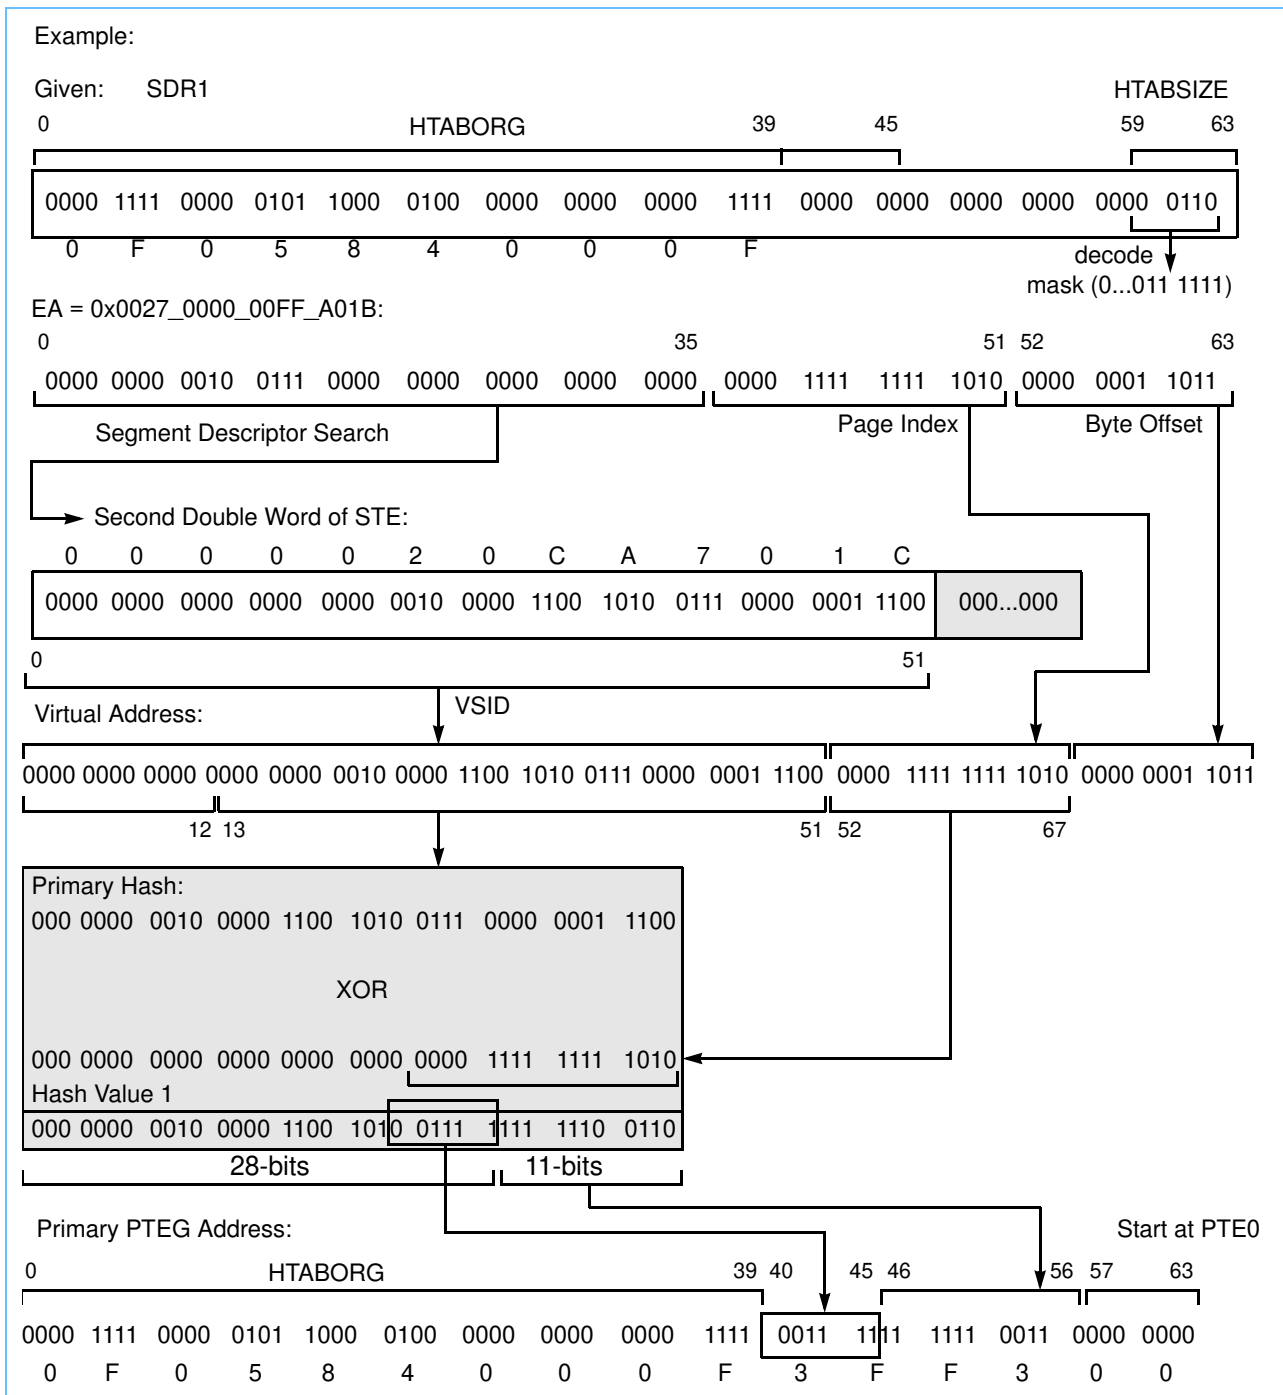 Example:
Given: SDR1 HTABSIZE
0 HTABORG 39 45 59 63
0000 1111 0000 0101 1000 0100 0000 0000 0000 1111 0000 0000 0000 0000 0000 0110
0 F 0 5 8 4 0 0 0 F
decode
mask (0...011 1111)
EA = 0x0027_0000_00FF_A01B:
0 35 51 52 63
0000 0000 0010 0111 0000 0000 0000 0000 0000 0000 1111 1111 1010 0000 0001 1011
Segment Descriptor Search Page Index Byte Offset
Second Double Word of STE:
0 0 0 0 0 2 0 C A 7 0 1 C
0000 0000 0000 0000 0000 0010 0000 1100 1010 0111 0000 0001 1100 000...000
0 51
VSID
Virtual Address:
0000 0000 0000 0000 0000 0010 0000 1100 1010 0111 0000 0001 1100 0000 1111 1111 1010 0000 0001 1011
12 13 51 52 67
Primary Hash:
000 0000 0010 0000 1100 1010 0111 0000 0001 1100
XOR
000 0000 0000 0000 0000 0000 0000 1111 1111 1010
Hash Value 1
000 0000 0010 0000 1100 1010 0111 1111 1110 0110
28-bits 11-bits
Primary PTEG Address: Start at PTE0
0 HTABORG 39 40 45 46 56 57 63
0000 1111 0000 0101 1000 0100 0000 0000 0000 1111 0011 1111 1111 0011 0000 0000
0 F 0 5 8 4 0 0 0 F 3 F F 3 0 0